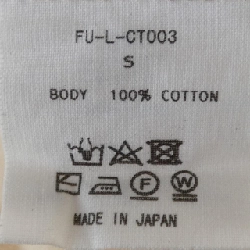 FU-L-CT003
S
BODY 100% COTTON
F W
MADE IN JAPAN